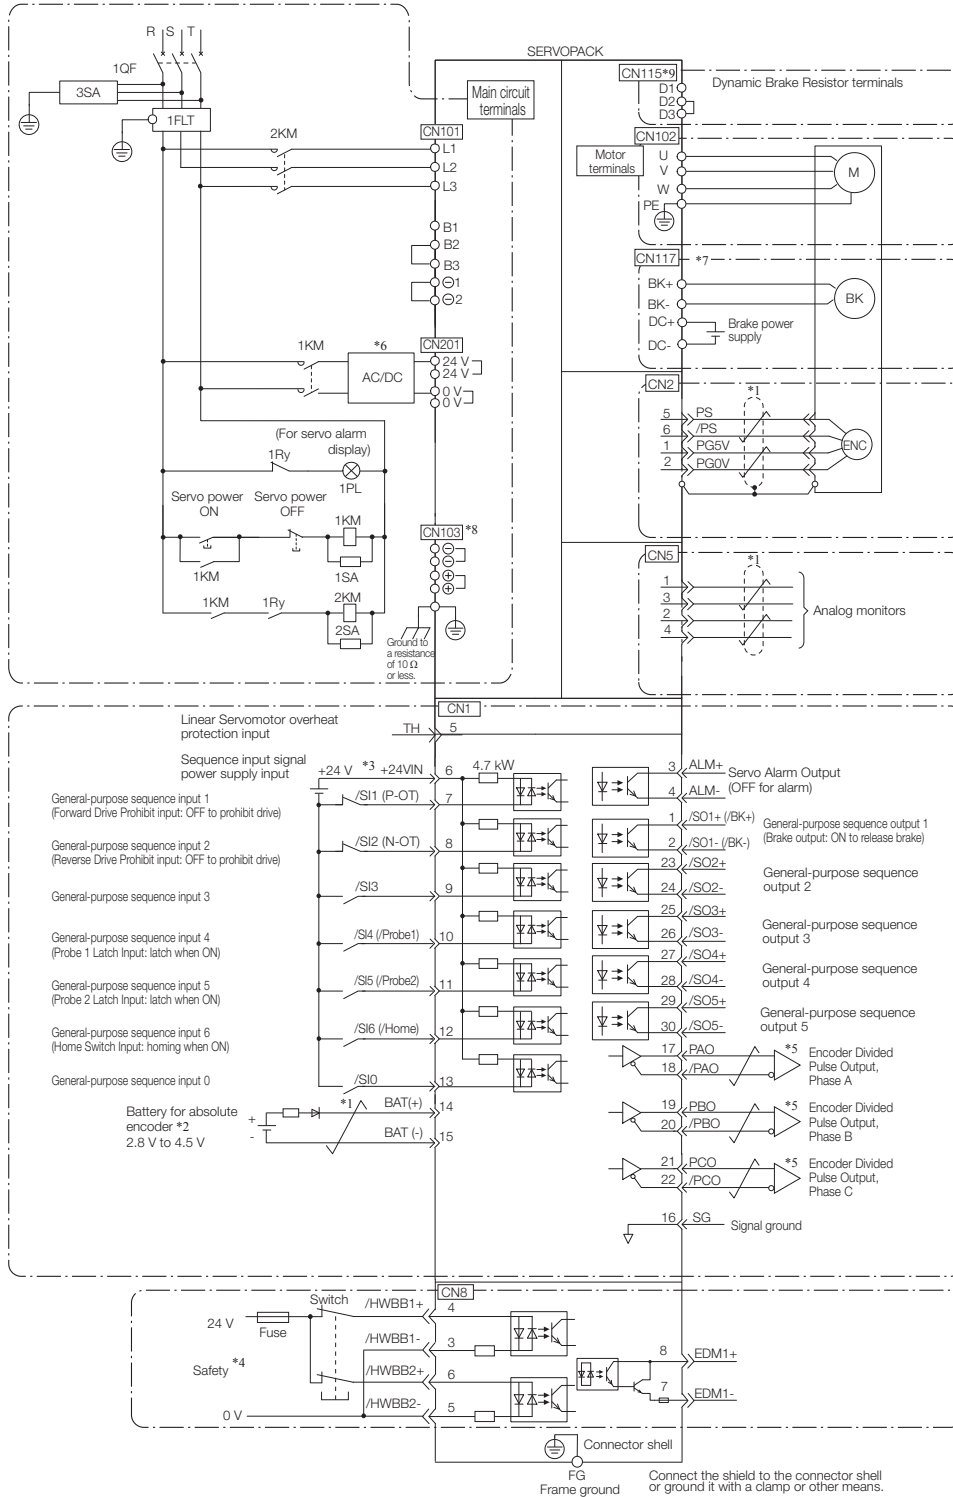 R S T
1QF
3SA
1FLT
2KM
SERVOPACK
Main circuit
terminals
CN101
L1
L2
L3
B1
B2
B3
⊖1
⊖2
1KM
*6
AC/DC
CN201
24 V
24 V
0 V
0 V
(For servo alarm
display)
1Ry
1PL
Servo power
ON
Servo power
OFF
1KM
1KM
1SA
1KM
1Ry
2KM
2SA
CN103 *8
⊖
⊖
⊕
⊕
Ground to
a resistance
of 10 Ω
or less.
CN115*9
D1
D2
D3
Dynamic Brake Resistor terminals
CN102
Motor
terminals
U
V
W
PE
M
CN117 *7
BK+
BK-
DC+
DC-
BK
Brake power
supply
CN2
*1
5 PS
6 /PS
1 PG5V
2 PG0V
ENC
CN5
*1
1
3
2
4
Analog monitors
CN1
Linear Servomotor overheat
protection input
TH 5
Sequence input signal
power supply input
+24 V *3 +24VIN 6
4.7 kW
General-purpose sequence input 1
(Forward Drive Prohibit input: OFF to prohibit drive)
/SI1 (P-OT) 7
General-purpose sequence input 2
(Reverse Drive Prohibit input: OFF to prohibit drive)
/SI2 (N-OT) 8
General-purpose sequence input 3
/SI3 9
General-purpose sequence input 4
(Probe 1 Latch Input: latch when ON)
/SI4 (/Probe1) 10
General-purpose sequence input 5
(Probe 2 Latch Input: latch when ON)
/SI5 (/Probe2) 11
General-purpose sequence input 6
(Home Switch Input: homing when ON)
/SI6 (/Home) 12
General-purpose sequence input 0
/SI0 13
Battery for absolute
encoder *2
2.8 V to 4.5 V
+
-
*1
BAT(+) 14
BAT (-) 15
3 ALM+
4 ALM-
Servo Alarm Output
(OFF for alarm)
1 /SO1+ (/BK+)
2 /SO1- (/BK-)
General-purpose sequence output 1
(Brake output: ON to release brake)
23 /SO2+
24 /SO2-
General-purpose sequence
output 2
25 /SO3+
26 /SO3-
General-purpose sequence
output 3
27 /SO4+
28 /SO4-
General-purpose sequence
output 4
29 /SO5+
30 /SO5-
General-purpose sequence
output 5
17 PAO
18 /PAO
*5 Encoder Divided
Pulse Output,
Phase A
19 PBO
20 /PBO
*5 Encoder Divided
Pulse Output,
Phase B
21 PCO
22 /PCO
*5 Encoder Divided
Pulse Output,
Phase C
16 SG
Signal ground
CN8
24 V
Fuse
Switch
Safety *4
0 V
/HWBB1+ 4
/HWBB1- 3
/HWBB2+ 6
/HWBB2- 5
8 EDM1+
7 EDM1-
Connector shell
FG
Frame ground
Connect the shield to the connector shell
or ground it with a clamp or other means.